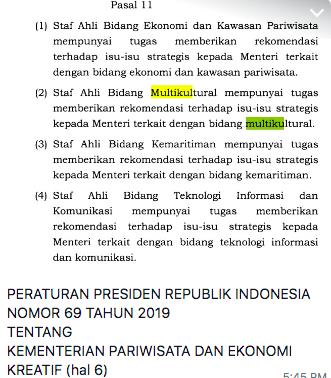 Pasal 11
(1) Staf Ahli Bidang Ekonomi dan Kawasan Pariwisata
mempunyai tugas memberikan rekomendasi
terhadap isu-isu strategis kepada Menteri terkait
dengan bidang ekonomi dan kawasan pariwisata.
(2) Staf Ahli Bidang Multikultural mempunyai tugas
memberikan rekomendasi terhadap isu-isu strategis
kepada Menteri terkait dengan bidang multikultural.
(3) Staf Ahli Bidang Kemaritiman mempunyai tugas
memberikan rekomendasi terhadap isu-isu strategis
kepada Menteri terkait dengan bidang kemaritiman.
(4) Staf Ahli Bidang Teknologi Informasi dan
Komunikasi mempunyai tugas memberikan
rekomendasi terhadap isu-isu strategis kepada
Menteri terkait dengan bidang teknologi informasi
dan komunikasi.
PERATURAN PRESIDEN REPUBLIK INDONESIA
NOMOR 69 TAHUN 2019
TENTANG
KEMENTERIAN PARIWISATA DAN EKONOMI
KREATIF (hal 6)
5:45 PM